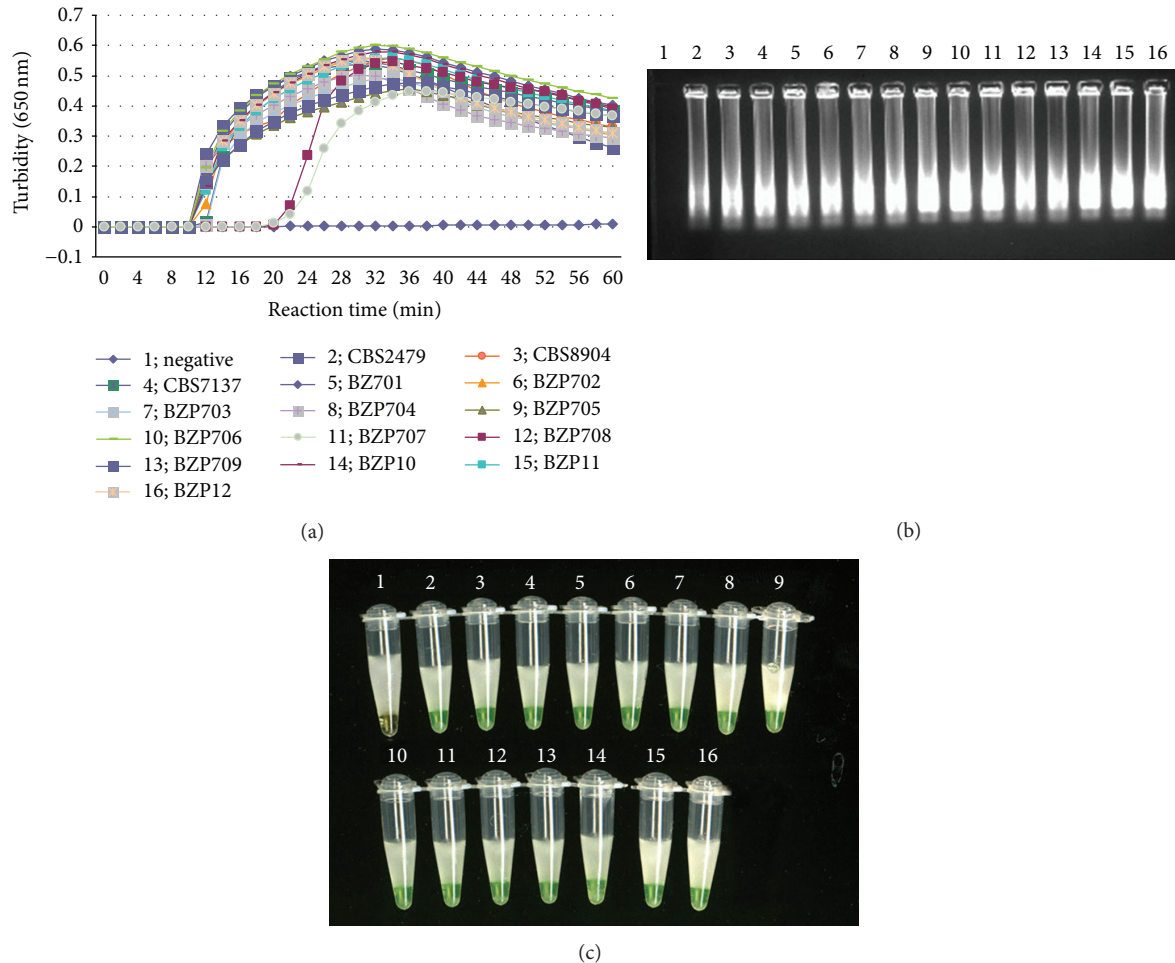 0.7
0.6
0.5
0.4
0.3
0.2
0.1
0
−0.1
Turbidity (650 nm)
0 4 8 12 16 20 24 28 32 36 40 44 48 52 56 60
Reaction time (min)
1; negative 2; CBS2479 3; CBS8904
4; CBS7137 5; BZ701 6; BZP702
7; BZP703 8; BZP704 9; BZP705
10; BZP706 11; BZP707 12; BZP708
13; BZP709 14; BZP10 15; BZP11
16; BZP12
(a)
1 2 3 4 5 6 7 8 9 10 11 12 13 14 15 16
(b)
1 2 3 4 5 6 7 8 9
10 11 12 13 14 15 16
(c)